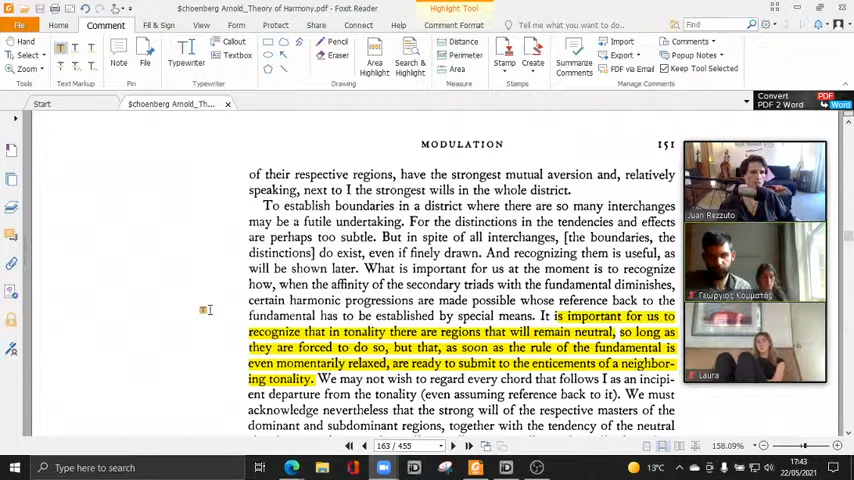 $choenberg Arnold_Theory of Harmony.pdf - Foxit Reader
Highlight Tool
File Home Comment Fill & Sign View Form Protect Share Connect Help Extras Comment Format Tell me what you want to do... Find
Hand
Select
Zoom
Text Markup
Note
File
Pin up
Typewriter
Callout
Textbox
Typewriter
Pencil
Eraser
Drawing
Area Highlight
Search & Highlight
Distance
Perimeter
Area
Measure
Stamp
Create
Stamps
Summarize Comments
Import
Export
FDF via Email
Comments
Popup Notes
Keep Tool Selected
Manage Comments
Start
$choenberg Arnold_Th...
Convert PDF 2 Word
PDF
Word
MODULATION 151
of their respective regions, have the strongest mutual aversion and, relatively
speaking, next to I the strongest wills in the whole district.
To establish boundaries in a district where there are so many interchanges
may be a futile undertaking. For the distinctions in the tendencies and effects
are perhaps too subtle. But in spite of all interchanges, [the boundaries, the
distinctions] do exist, even if finely drawn. And recognizing them is useful, as
will be shown later. What is important for us at the moment is to recognize
how, when the affinity of the secondary triads with the fundamental diminishes,
certain harmonic progressions are made possible whose reference back to the
fundamental has to be established by special means. It is important for us to
recognize that in tonality there are regions that will remain neutral, so long as
they are forced to do so, but that, as soon as the rule of the fundamental is
even momentarily relaxed, are ready to submit to the enticements of a neighbor-
ing tonality. We may not wish to regard every chord that follows I as an incipi-
ent departure from the tonality (even assuming reference back to it). We must
acknowledge nevertheless that the strong will of the respective masters of the
dominant and subdominant regions, together with the tendency of the neutral
Juan Rezzuto
Γεώργιος Κομματάς
Laura
163 / 455
158.09%
Type here to search
13°C
17:43
22/05/2021